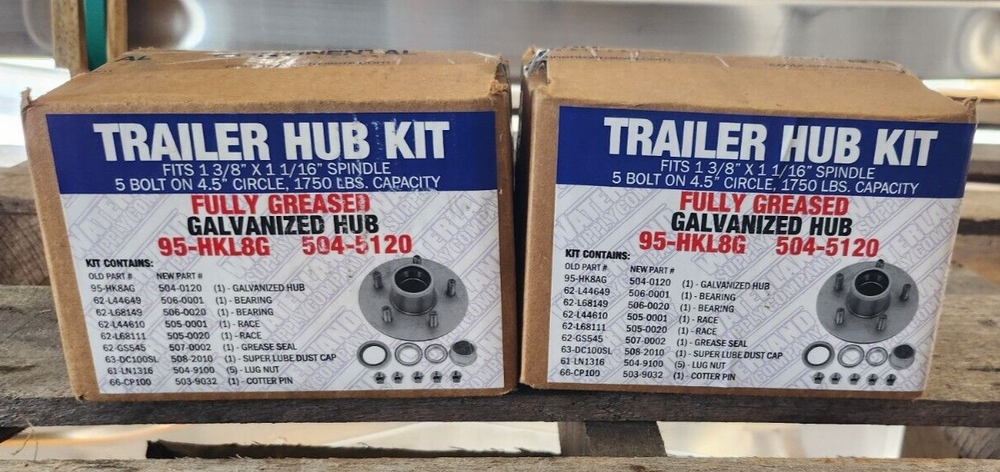 TRAILER HUB KIT
FITS 1 3/8" X 1 1/16" SPINDLE
5 BOLT ON 4.5" CIRCLE, 1750 LBS. CAPACITY
FULLY GREASED
GALVANIZED HUB
95-HKL8G 504-5120
KIT CONTAINS:
OLD PART # NEW PART #
95-HK8AG 504-0120 (1) - GALVANIZED HUB
62-L44649 506-0001 (1) - BEARING
62-L68149 506-0020 (1) - BEARING
62-L44610 505-0001 (1) - RACE
62-L68111 505-0020 (1) - RACE
62-GS545 507-0002 (1) - GREASE SEAL
63-DC100SL 508-2010 (1) - SUPER LUBE DUST CAP
61-LN1316 504-9100 (5) - LUG NUT
66-CP100 503-9032 (1) - COTTER PIN
TRAILER HUB KIT
FITS 1 3/8" X 1 1/16" SPINDLE
5 BOLT ON 4.5" CIRCLE, 1750 LBS. CAPACITY
FULLY GREASED
GALVANIZED HUB
95-HKL8G 504-5120
KIT CONTAINS:
OLD PART # NEW PART #
95-HK8AG 504-0120 (1) - GALVANIZED HUB
62-L44649 506-0001 (1) - BEARING
62-L68149 506-0020 (1) - BEARING
62-L44610 505-0001 (1) - RACE
62-L68111 505-0020 (1) - RACE
62-GS545 507-0002 (1) - GREASE SEAL
63-DC100SL 508-2010 (1) - SUPER LUBE DUST CAP
61-LN1316 504-9100 (5) - LUG NUT
66-CP100 503-9032 (1) - COTTER PIN